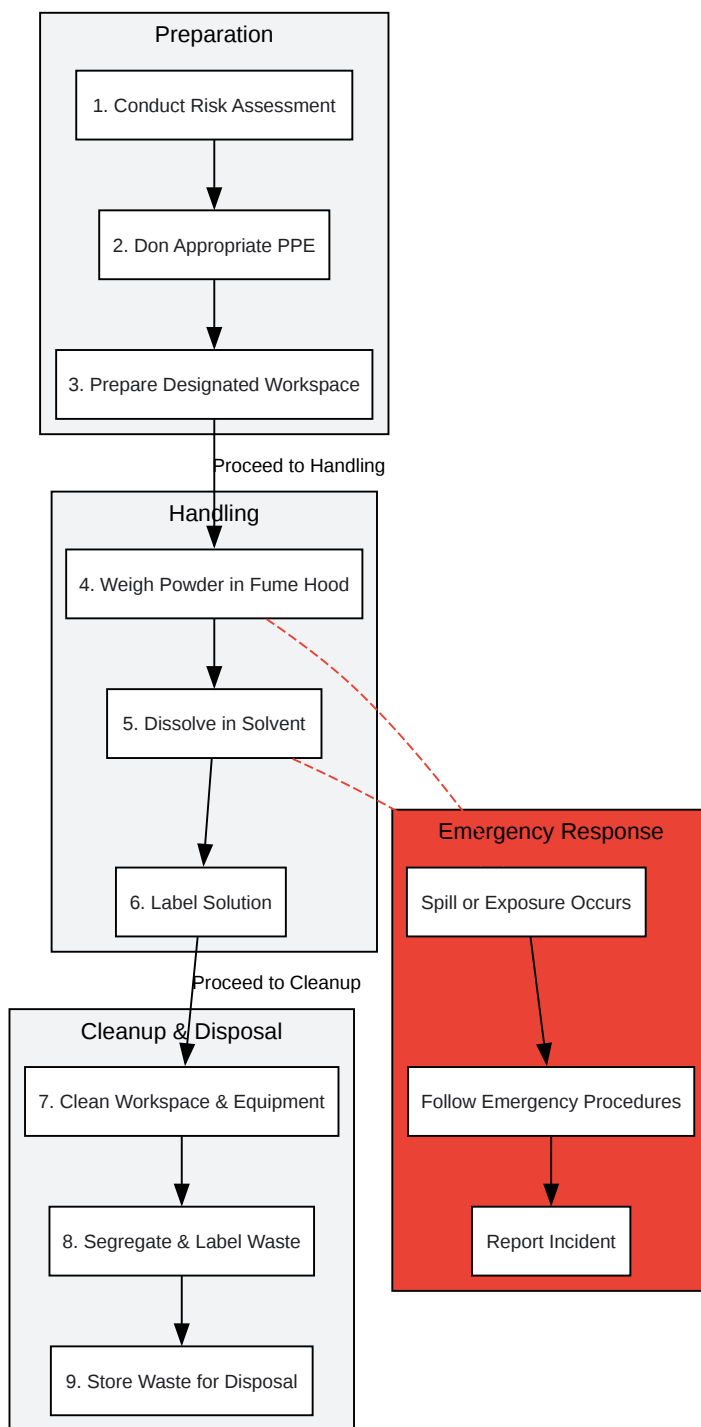 Preparation
1. Conduct Risk Assessment
2. Don Appropriate PPE
3. Prepare Designated Workspace
Proceed to Handling
Handling
4. Weigh Powder in Fume Hood
5. Dissolve in Solvent
6. Label Solution
Proceed to Cleanup
Cleanup & Disposal
7. Clean Workspace & Equipment
8. Segregate & Label Waste
9. Store Waste for Disposal
Emergency Response
Spill or Exposure Occurs
Follow Emergency Procedures
Report Incident